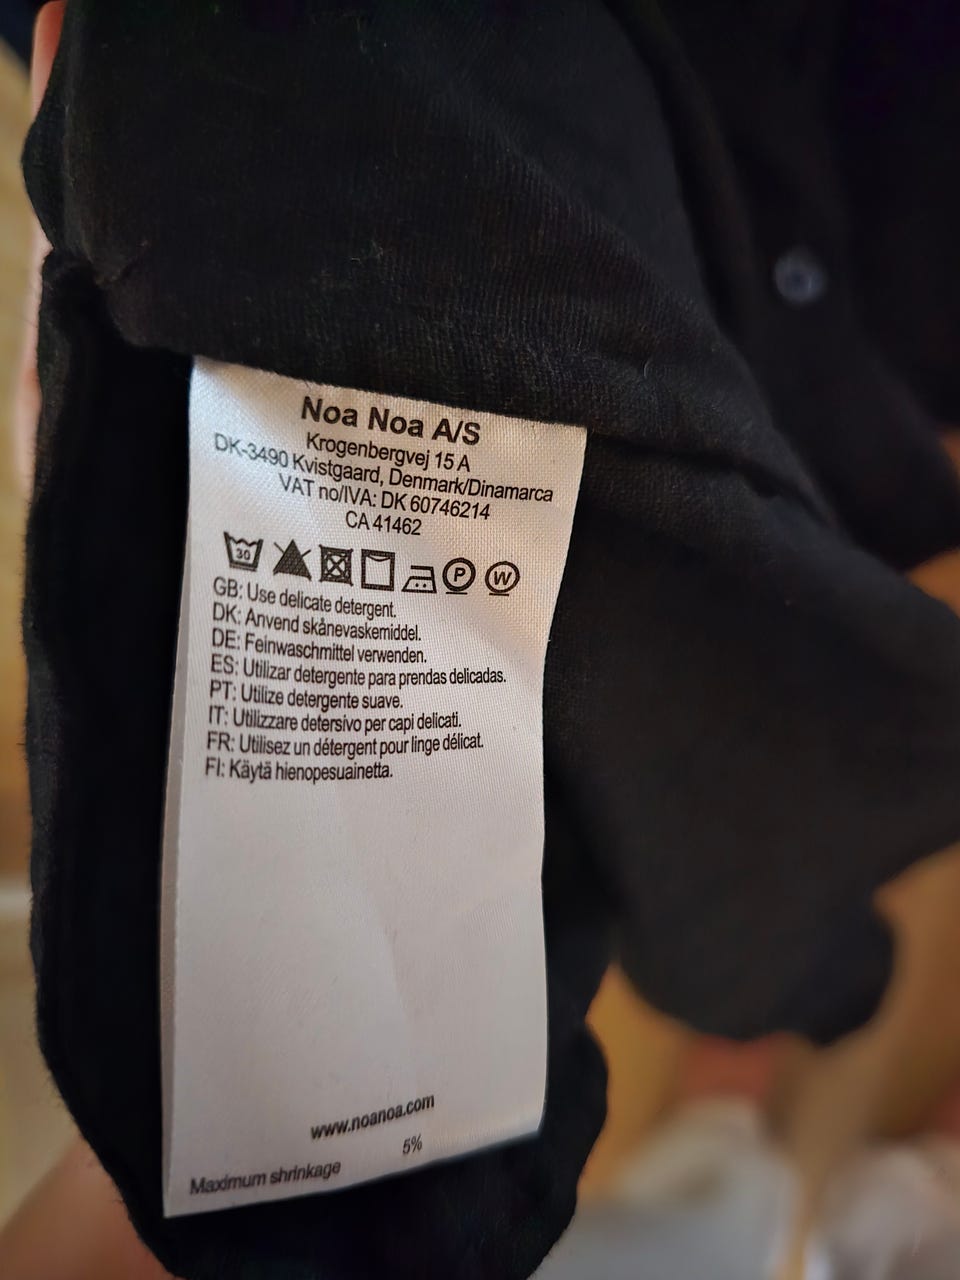 Noa Noa A/S
Krogenbergvej 15 A
DK-3490 Kvistgaard, Denmark/Dinamarca
VAT no/IVA: DK 60746214
CA 41462
30 P W
GB: Use delicate detergent.
DK: Anvend skånevaskemiddel.
DE: Feinwaschmittel verwenden.
ES: Utilizar detergente para prendas delicadas.
PT: Utilize detergente suave.
IT: Utilizzare detersivo per capi delicati.
FR: Utilisez un détergent pour linge délicat.
FI: Käytä hienopesuainetta.
www.noanoa.com
Maximum shrinkage 5%